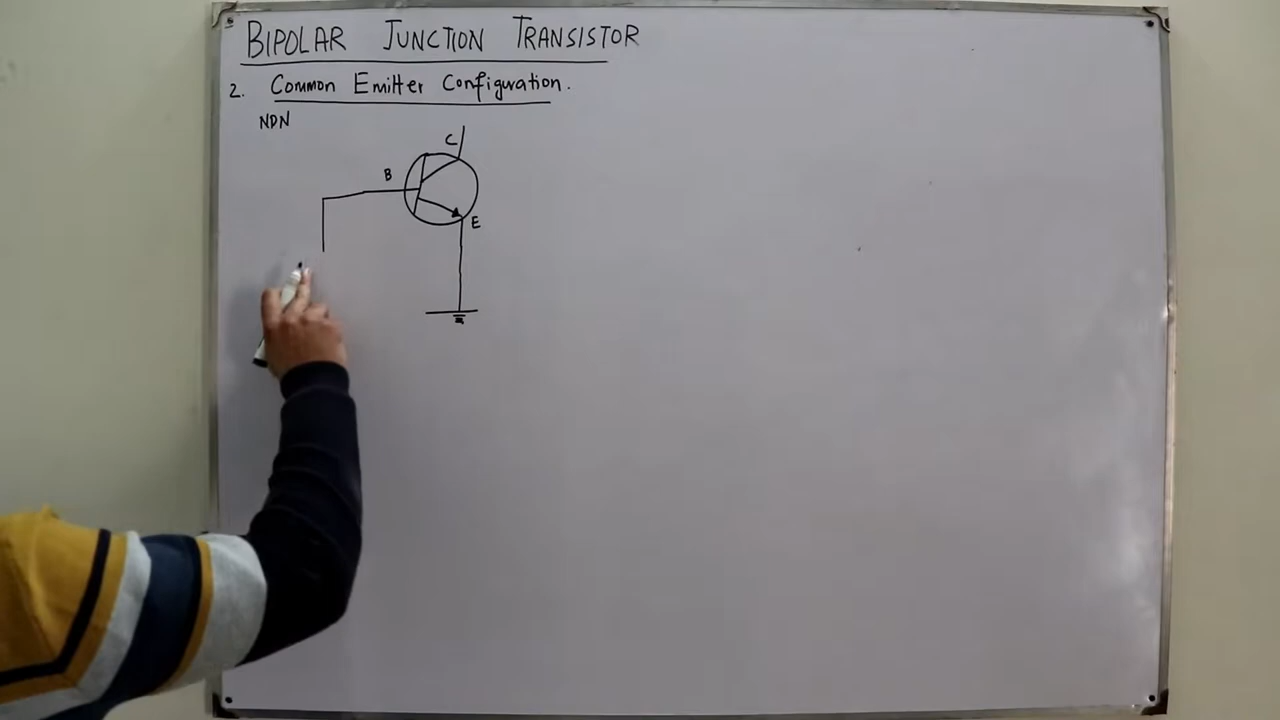 BIPOLAR JUNCTION TRANSISTOR
2. Common Emitter Configuration.
NPN
C
B
E